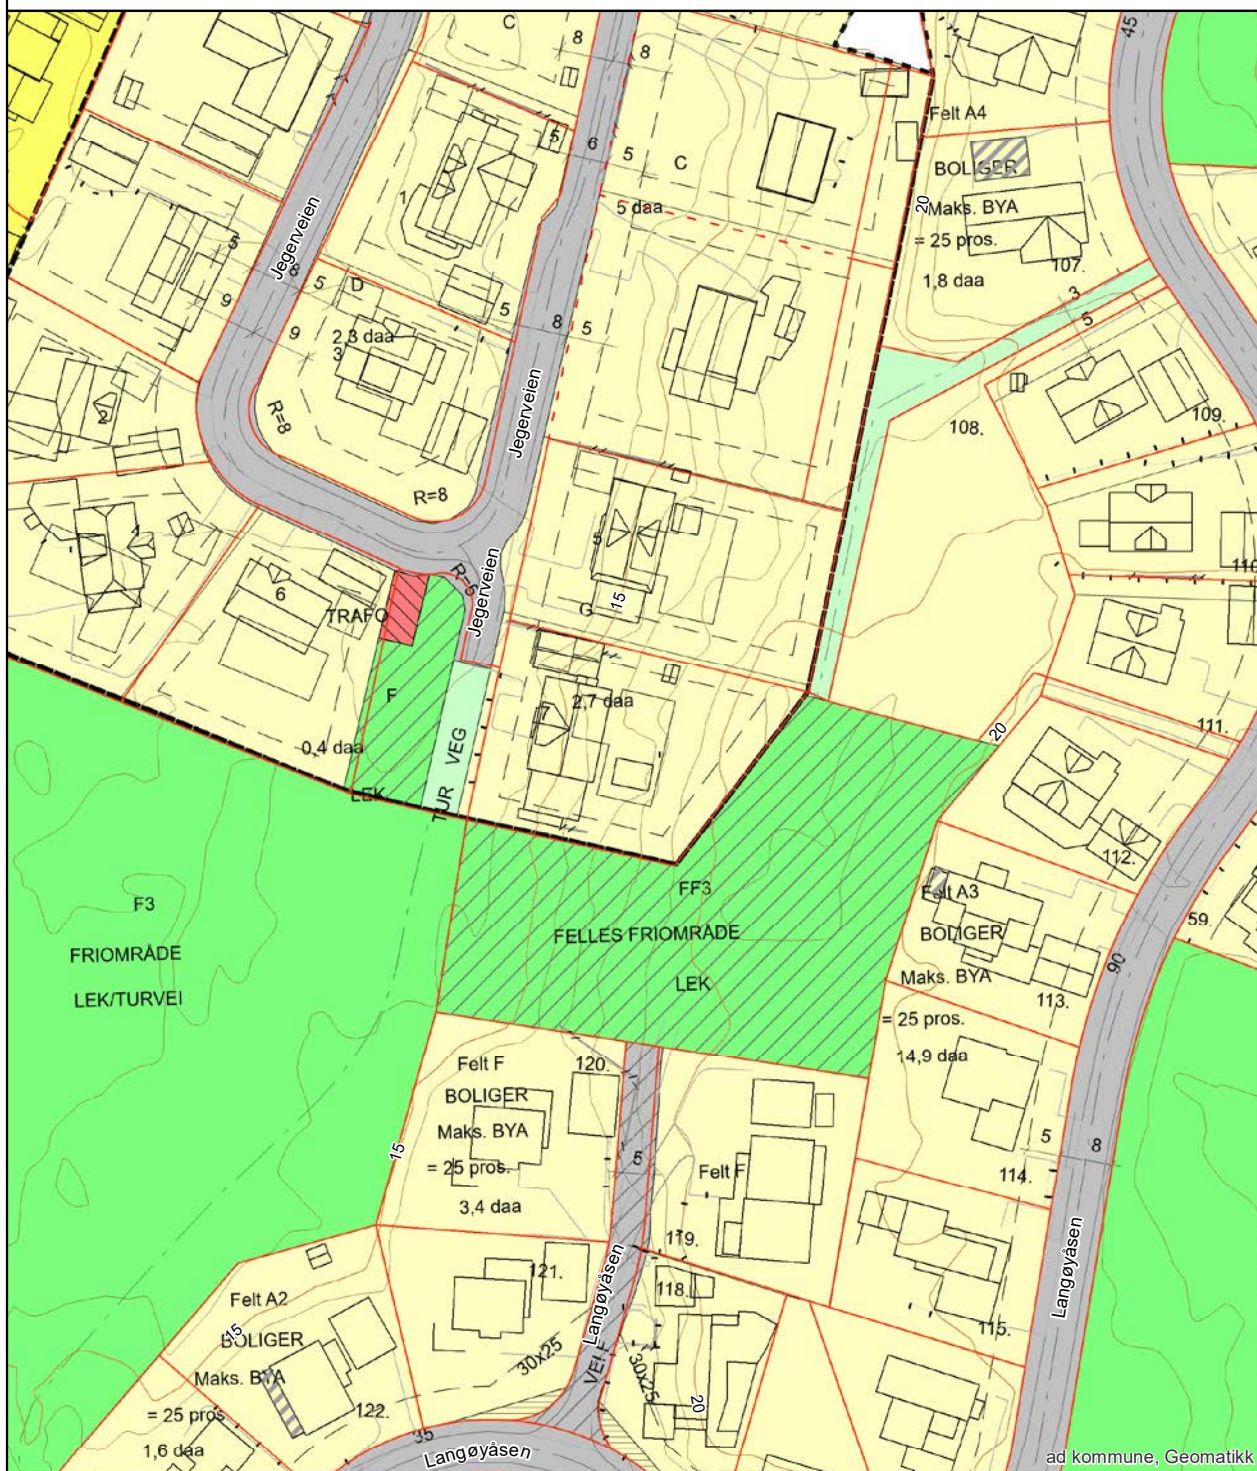 C
8
8
45
5
6
5
C
Felt A4
BOLIGER
Maks. BYA
= 25 pros.
1,8 daa
20
107.
1
5 daa
5
Jegerveien
8
5
9
9
D
2,3 daa
3
5
8
5
3
5
2
R=8
R=8
Jegerveien
108.
109.
4
6
TRAFO
R=5
Jegerveien
5
15
G
110
F
0,4 daa
LEK
TUR VEG
7
2,7 daa
20
111.
112.
F3
FRIOMRÅDE
LEK/TURVEI
FF3
FELLES FRIOMRÅDE
LEK
Felt A3
BOLIGER
Maks. BYA
= 25 pros.
14,9 daa
59.
90
113.
Felt F
BOLIGER
Maks. BYA
= 25 pros.
3,4 daa
120.
15
5
Felt F
5
8
114.
119.
118.
121.
Langøyåsen
Langøyåsen
115.
Felt A2
15
BOLIGER
Maks. BYA
= 25 pros
1,6 daa
122.
30x25
30x25
20
35
Langøyåsen
ad kommune, Geomatikk